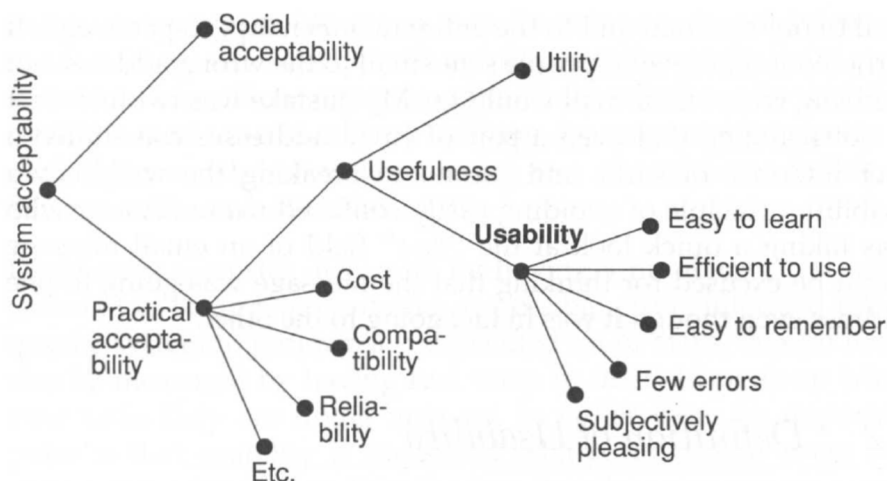 Social
acceptability
Utility
System acceptability
Usefulness
Usability
Easy to learn
Efficient to use
Easy to remember
Few errors
Subjectively
pleasing
Practical
accepta-
bility
Cost
Compa-
tibility
Relia-
bility
Etc.